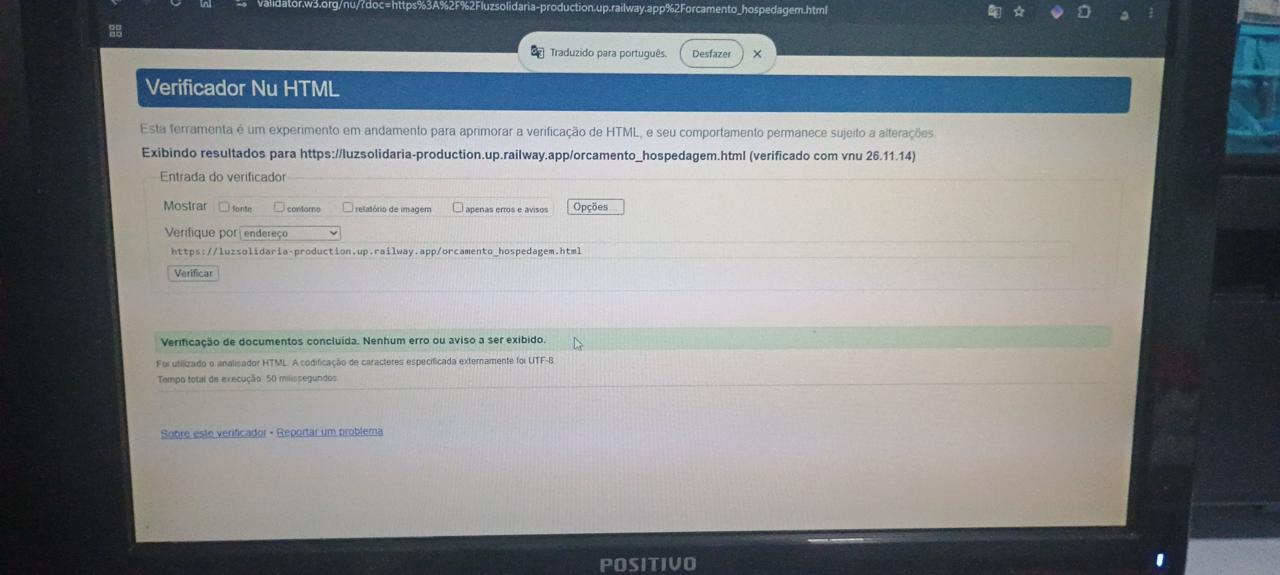 validator.w3.org/nu/?doc=https%3A%2F%2Fluzsolidaria-production.up.railway.app%2Forcamento_hospedagem.html
Traduzido para português.
Desfazer
Verificador Nu HTML
Esta ferramenta é um experimento em andamento para aprimorar a verificação de HTML, e seu comportamento permanece sujeito a alterações.
Exibindo resultados para https://luzsolidaria-production.up.railway.app/orcamento_hospedagem.html (verificado com vnu 26.11.14)
Entrada do verificador
Mostrar fonte contorno relatório de imagem apenas erros e avisos Opções...
Verifique por endereço
https://luzsolidaria-production.up.railway.app/orcamento_hospedagem.html
Verificar
Verificação de documentos concluída. Nenhum erro ou aviso a ser exibido.
Foi utilizado o analisador HTML. A codificação de caracteres especificada externamente foi UTF-8.
Tempo total de execução: 50 milissegundos.
Sobre este verificador • Reportar um problema
POSITIVO